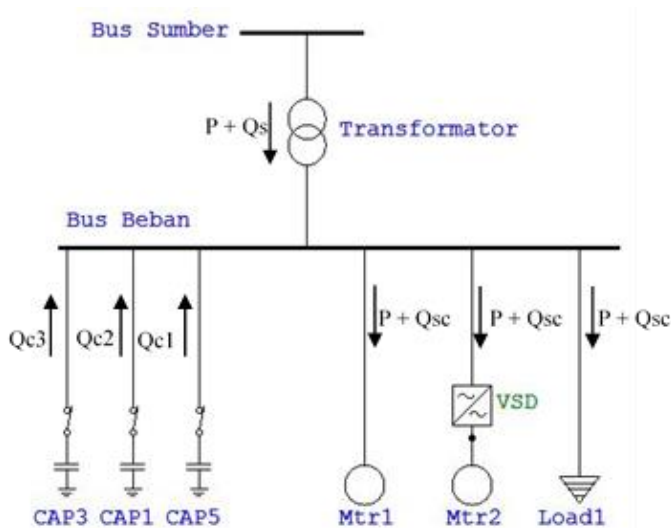 Bus Sumber
P + Qs
Transformator
Bus Beban
Qc3
Qc2
Qc1
P + Qsc
P + Qsc
P + Qsc
VSD
CAP3
CAP1
CAP5
Mtr1
Mtr2
Load1